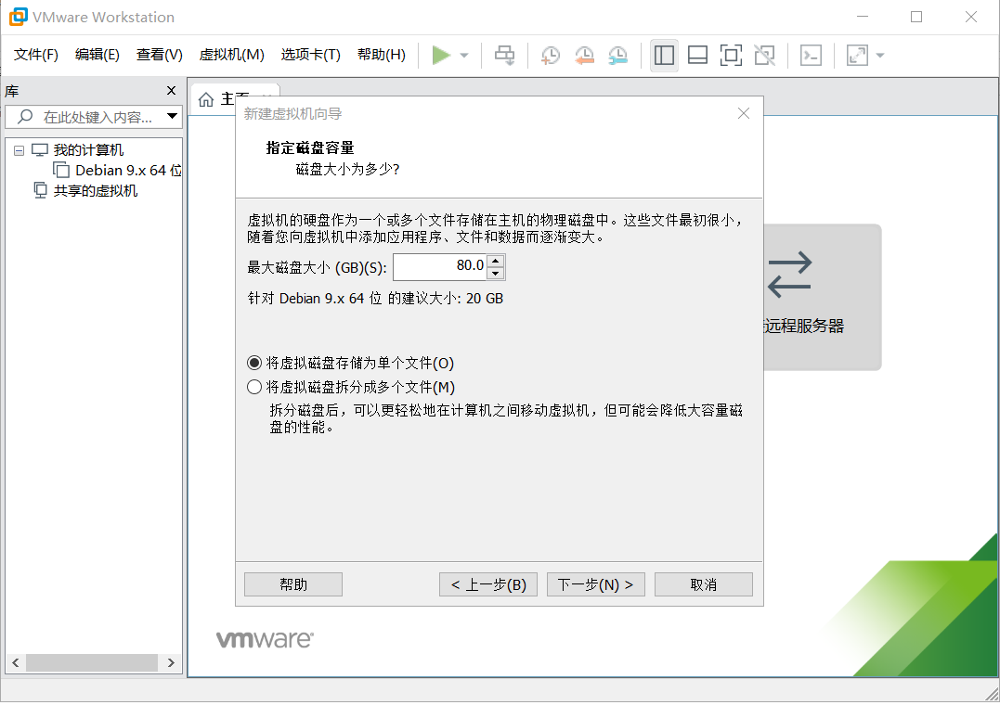 VMware Workstation
文件(F) 编辑(E) 查看(V) 虚拟机(M) 选项卡(T) 帮助(H)
库
在此处键入内容...
我的计算机
Debian 9.x 64 位
共享的虚拟机
主页
新建虚拟机向导
指定磁盘容量
磁盘大小为多少?
虚拟机的硬盘作为一个或多个文件存储在主机的物理磁盘中。这些文件最初很小，
随着您向虚拟机中添加应用程序、文件和数据而逐渐变大。
最大磁盘大小 (GB)(S): 80.0
针对 Debian 9.x 64 位 的建议大小: 20 GB
将虚拟磁盘存储为单个文件(O)
将虚拟磁盘拆分成多个文件(M)
拆分磁盘后，可以更轻松地在计算机之间移动虚拟机，但可能会降低大容量磁
盘的性能。
帮助 < 上一步(B) 下一步(N) > 取消
远程服务器
vmware